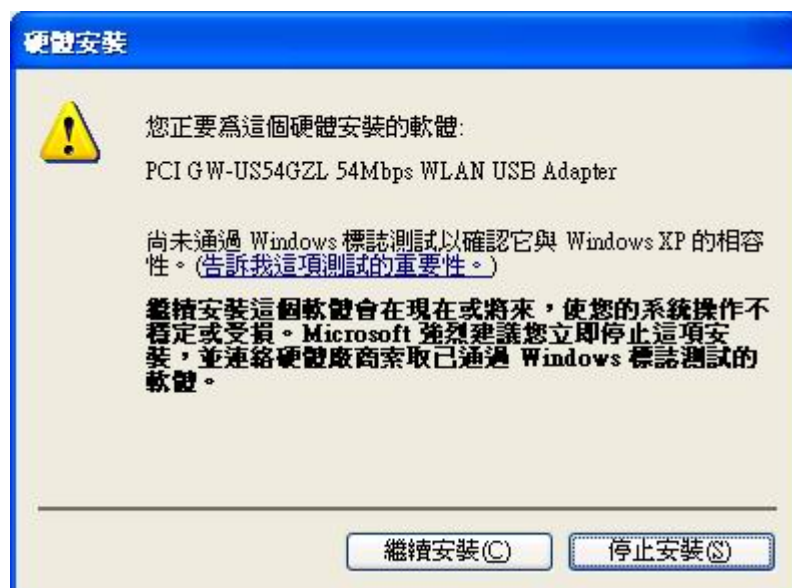 硬體安裝
您正要為這個硬體安裝的軟體:
PCI GW-US54GZL 54Mbps WLAN USB Adapter
尚未通過 Windows 標誌測試以確認它與 Windows XP 的相容
性。(告訴我這項測試的重要性。)
繼續安裝這個軟體會在現在或將來，使您的系統操作不
穩定或受損。Microsoft 強烈建議您立即停止這項安
裝，並連絡硬體廠商索取已通過 Windows 標誌測試的
軟體。
繼續安裝(C)
停止安裝(S)